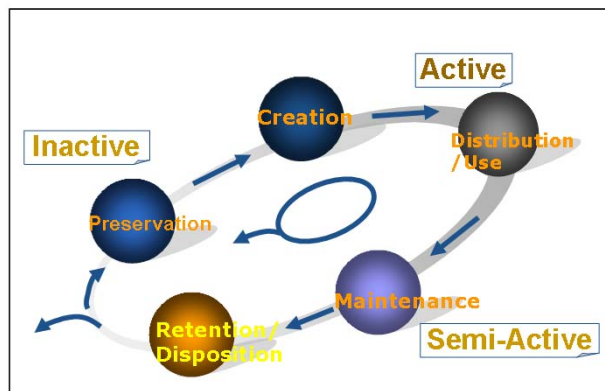 Active
Creation
Distribution
/Use
Inactive
Preservation
Maintenance
Retention/
Disposition
Semi-Active